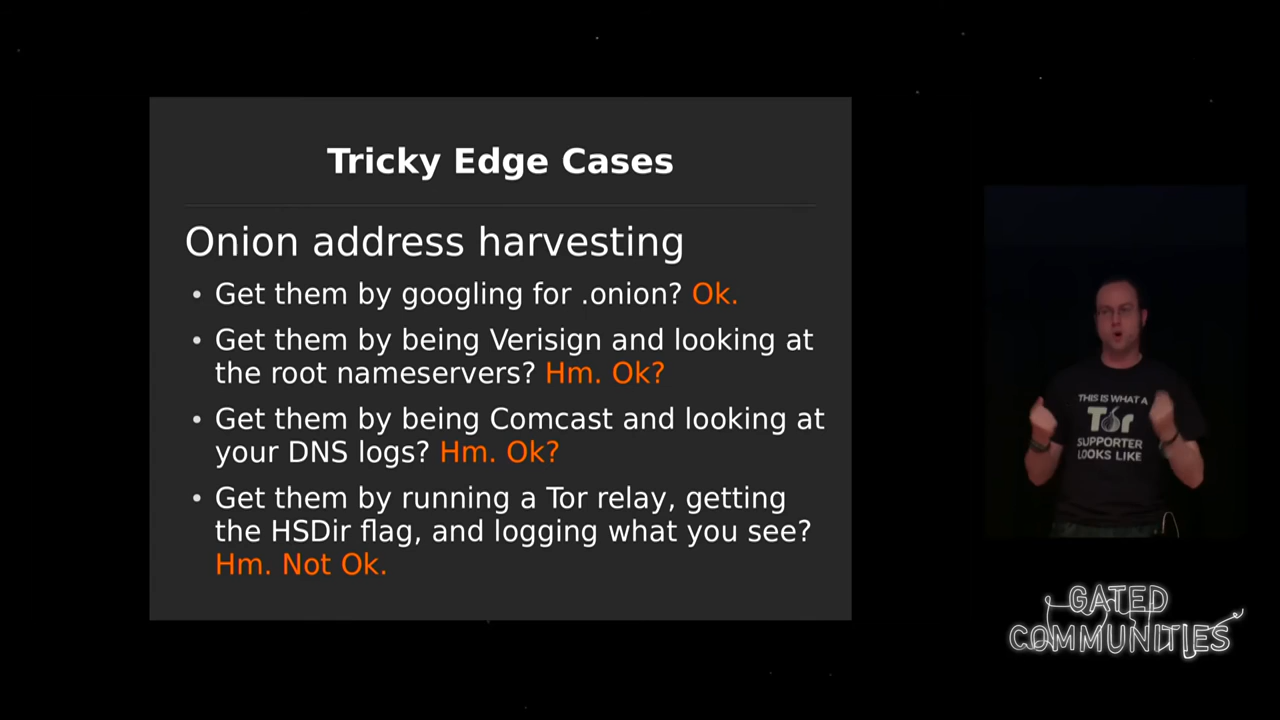 Tricky Edge Cases
Onion address harvesting
• Get them by googling for .onion? Ok.
• Get them by being Verisign and looking at
the root nameservers? Hm. Ok?
• Get them by being Comcast and looking at
your DNS logs? Hm. Ok?
• Get them by running a Tor relay, getting
the HSDir flag, and logging what you see?
Hm. Not Ok.
THIS IS WHAT A
Tor
SUPPORTER
LOOKS LIKE
GATED
COMMUNITIES